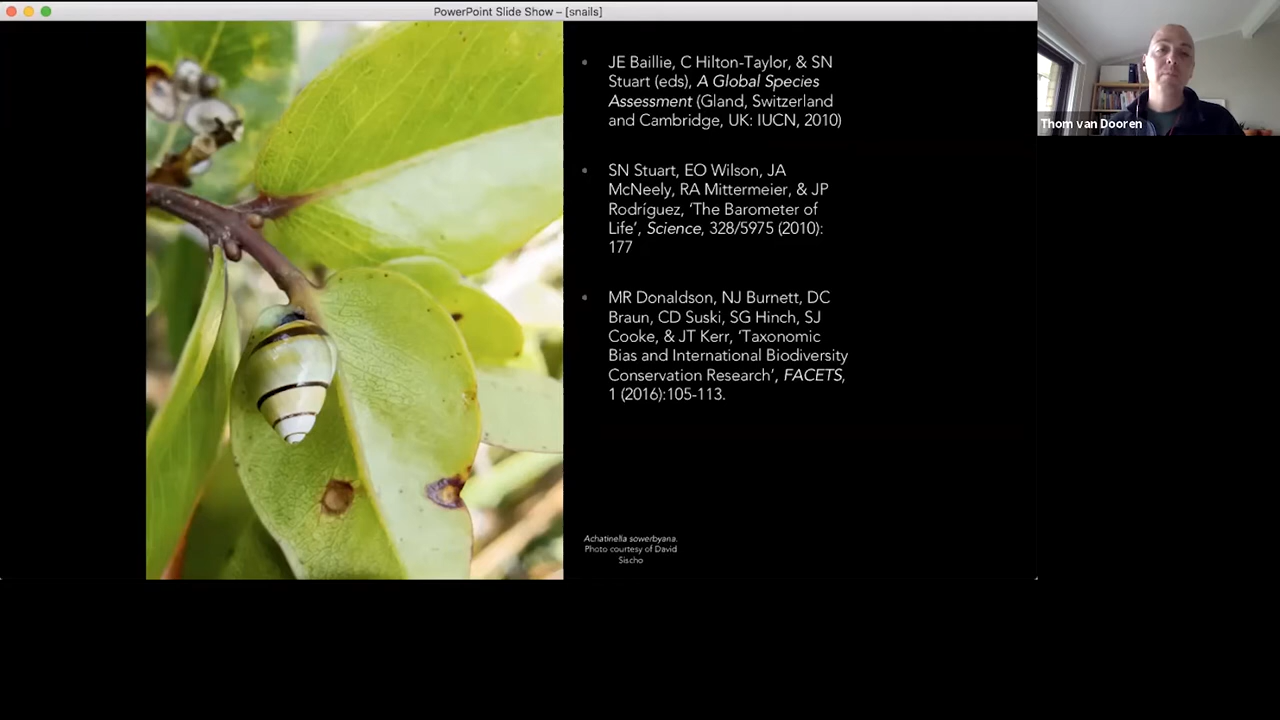 PowerPoint Slide Show – [snails]
JE Baillie, C Hilton-Taylor, & SN
Stuart (eds), A Global Species
Assessment (Gland, Switzerland
and Cambridge, UK: IUCN, 2010)
SN Stuart, EO Wilson, JA
McNeely, RA Mittermeier, & JP
Rodríguez, ‘The Barometer of
Life’, Science, 328/5975 (2010):
177
MR Donaldson, NJ Burnett, DC
Braun, CD Suski, SG Hinch, SJ
Cooke, & JT Kerr, ‘Taxonomic
Bias and International Biodiversity
Conservation Research’, FACETS,
1 (2016):105-113.
Achatinella sowerbyana.
Photo courtesy of David
Sischo
Thom van Dooren